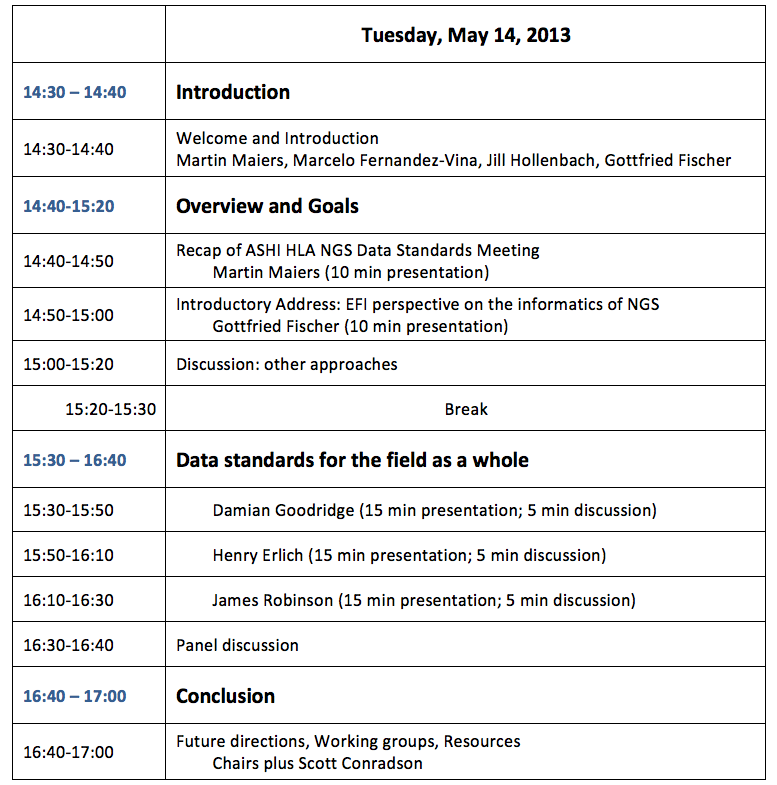 Tuesday, May 14, 2013
14:30 – 14:40 Introduction
14:30-14:40 Welcome and Introduction
Martin Maiers, Marcelo Fernandez-Vina, Jill Hollenbach, Gottfried Fischer
14:40-15:20 Overview and Goals
14:40-14:50 Recap of ASHI HLA NGS Data Standards Meeting
Martin Maiers (10 min presentation)
14:50-15:00 Introductory Address: EFI perspective on the informatics of NGS
Gottfried Fischer (10 min presentation)
15:00-15:20 Discussion: other approaches
15:20-15:30 Break
15:30 – 16:40 Data standards for the field as a whole
15:30-15:50 Damian Goodridge (15 min presentation; 5 min discussion)
15:50-16:10 Henry Erlich (15 min presentation; 5 min discussion)
16:10-16:30 James Robinson (15 min presentation; 5 min discussion)
16:30-16:40 Panel discussion
16:40 – 17:00 Conclusion
16:40-17:00 Future directions, Working groups, Resources
Chairs plus Scott Conradson